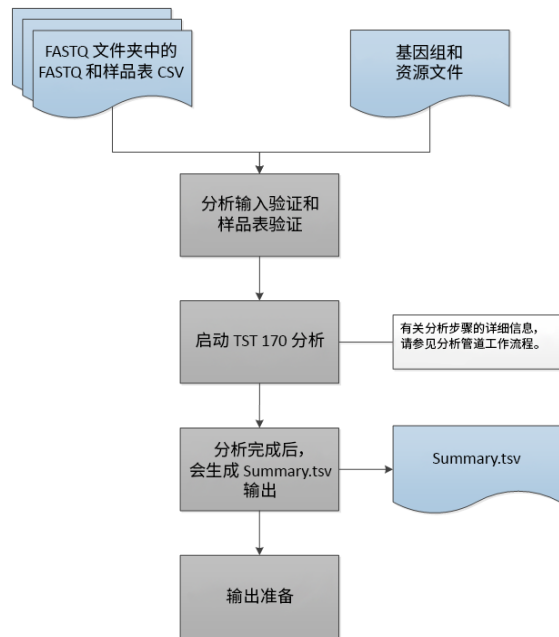 FASTQ 文件夹中的
FASTQ 和样品表 CSV
基因组和
资源文件
分析输入验证和
样品表验证
启动 TST 170 分析
有关分析步骤的详细信息，
请参见分析管道工作流程。
分析完成后，
会生成 Summary.tsv
输出
Summary.tsv
输出准备